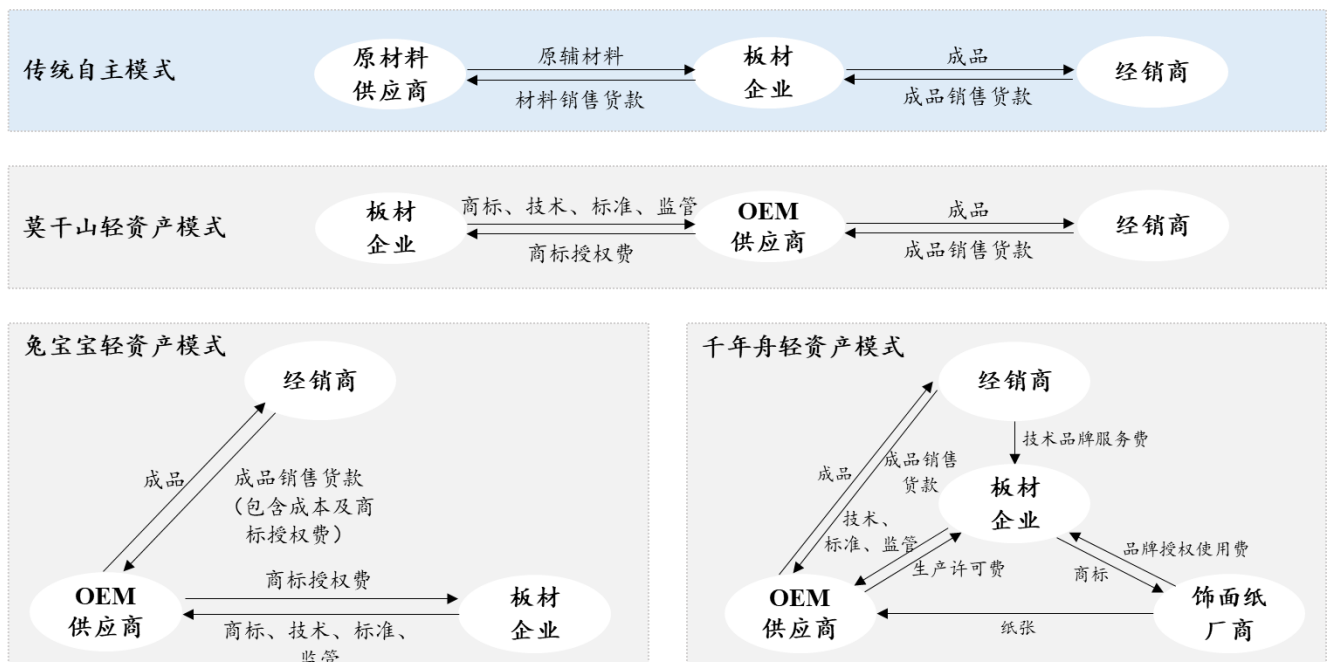 传统自主模式
原材料
供应商
原辅材料
材料销售货款
板材
企业
成品
成品销售货款
经销商
莫干山轻资产模式
板材
企业
商标、技术、标准、监管
商标授权费
OEM
供应商
成品
成品销售货款
经销商
兔宝宝轻资产模式
经销商
成品
成品销售货款
（包含成本及商
标授权费）
OEM
供应商
商标授权费
商标、技术、标准、
监管
板材
企业
千年舟轻资产模式
经销商
技术品牌服务费
成品
成品销售
货款
板材
企业
技术、
标准、监管
生产许可费
品牌授权使用费
商标
OEM
供应商
纸张
饰面纸
厂商